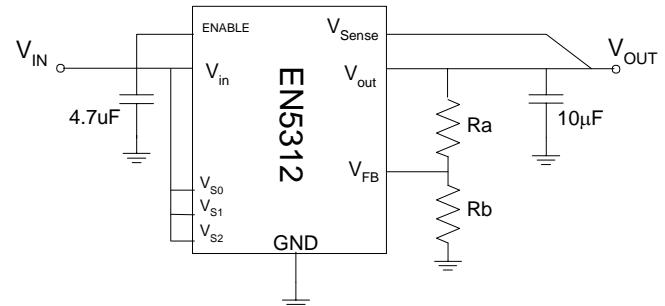 ENABLE
V_Sense
V_IN
V_OUT
V_in
V_out
EN5312
4.7uF
10μF
Ra
V_FB
V_S0
V_S1
V_S2
Rb
GND